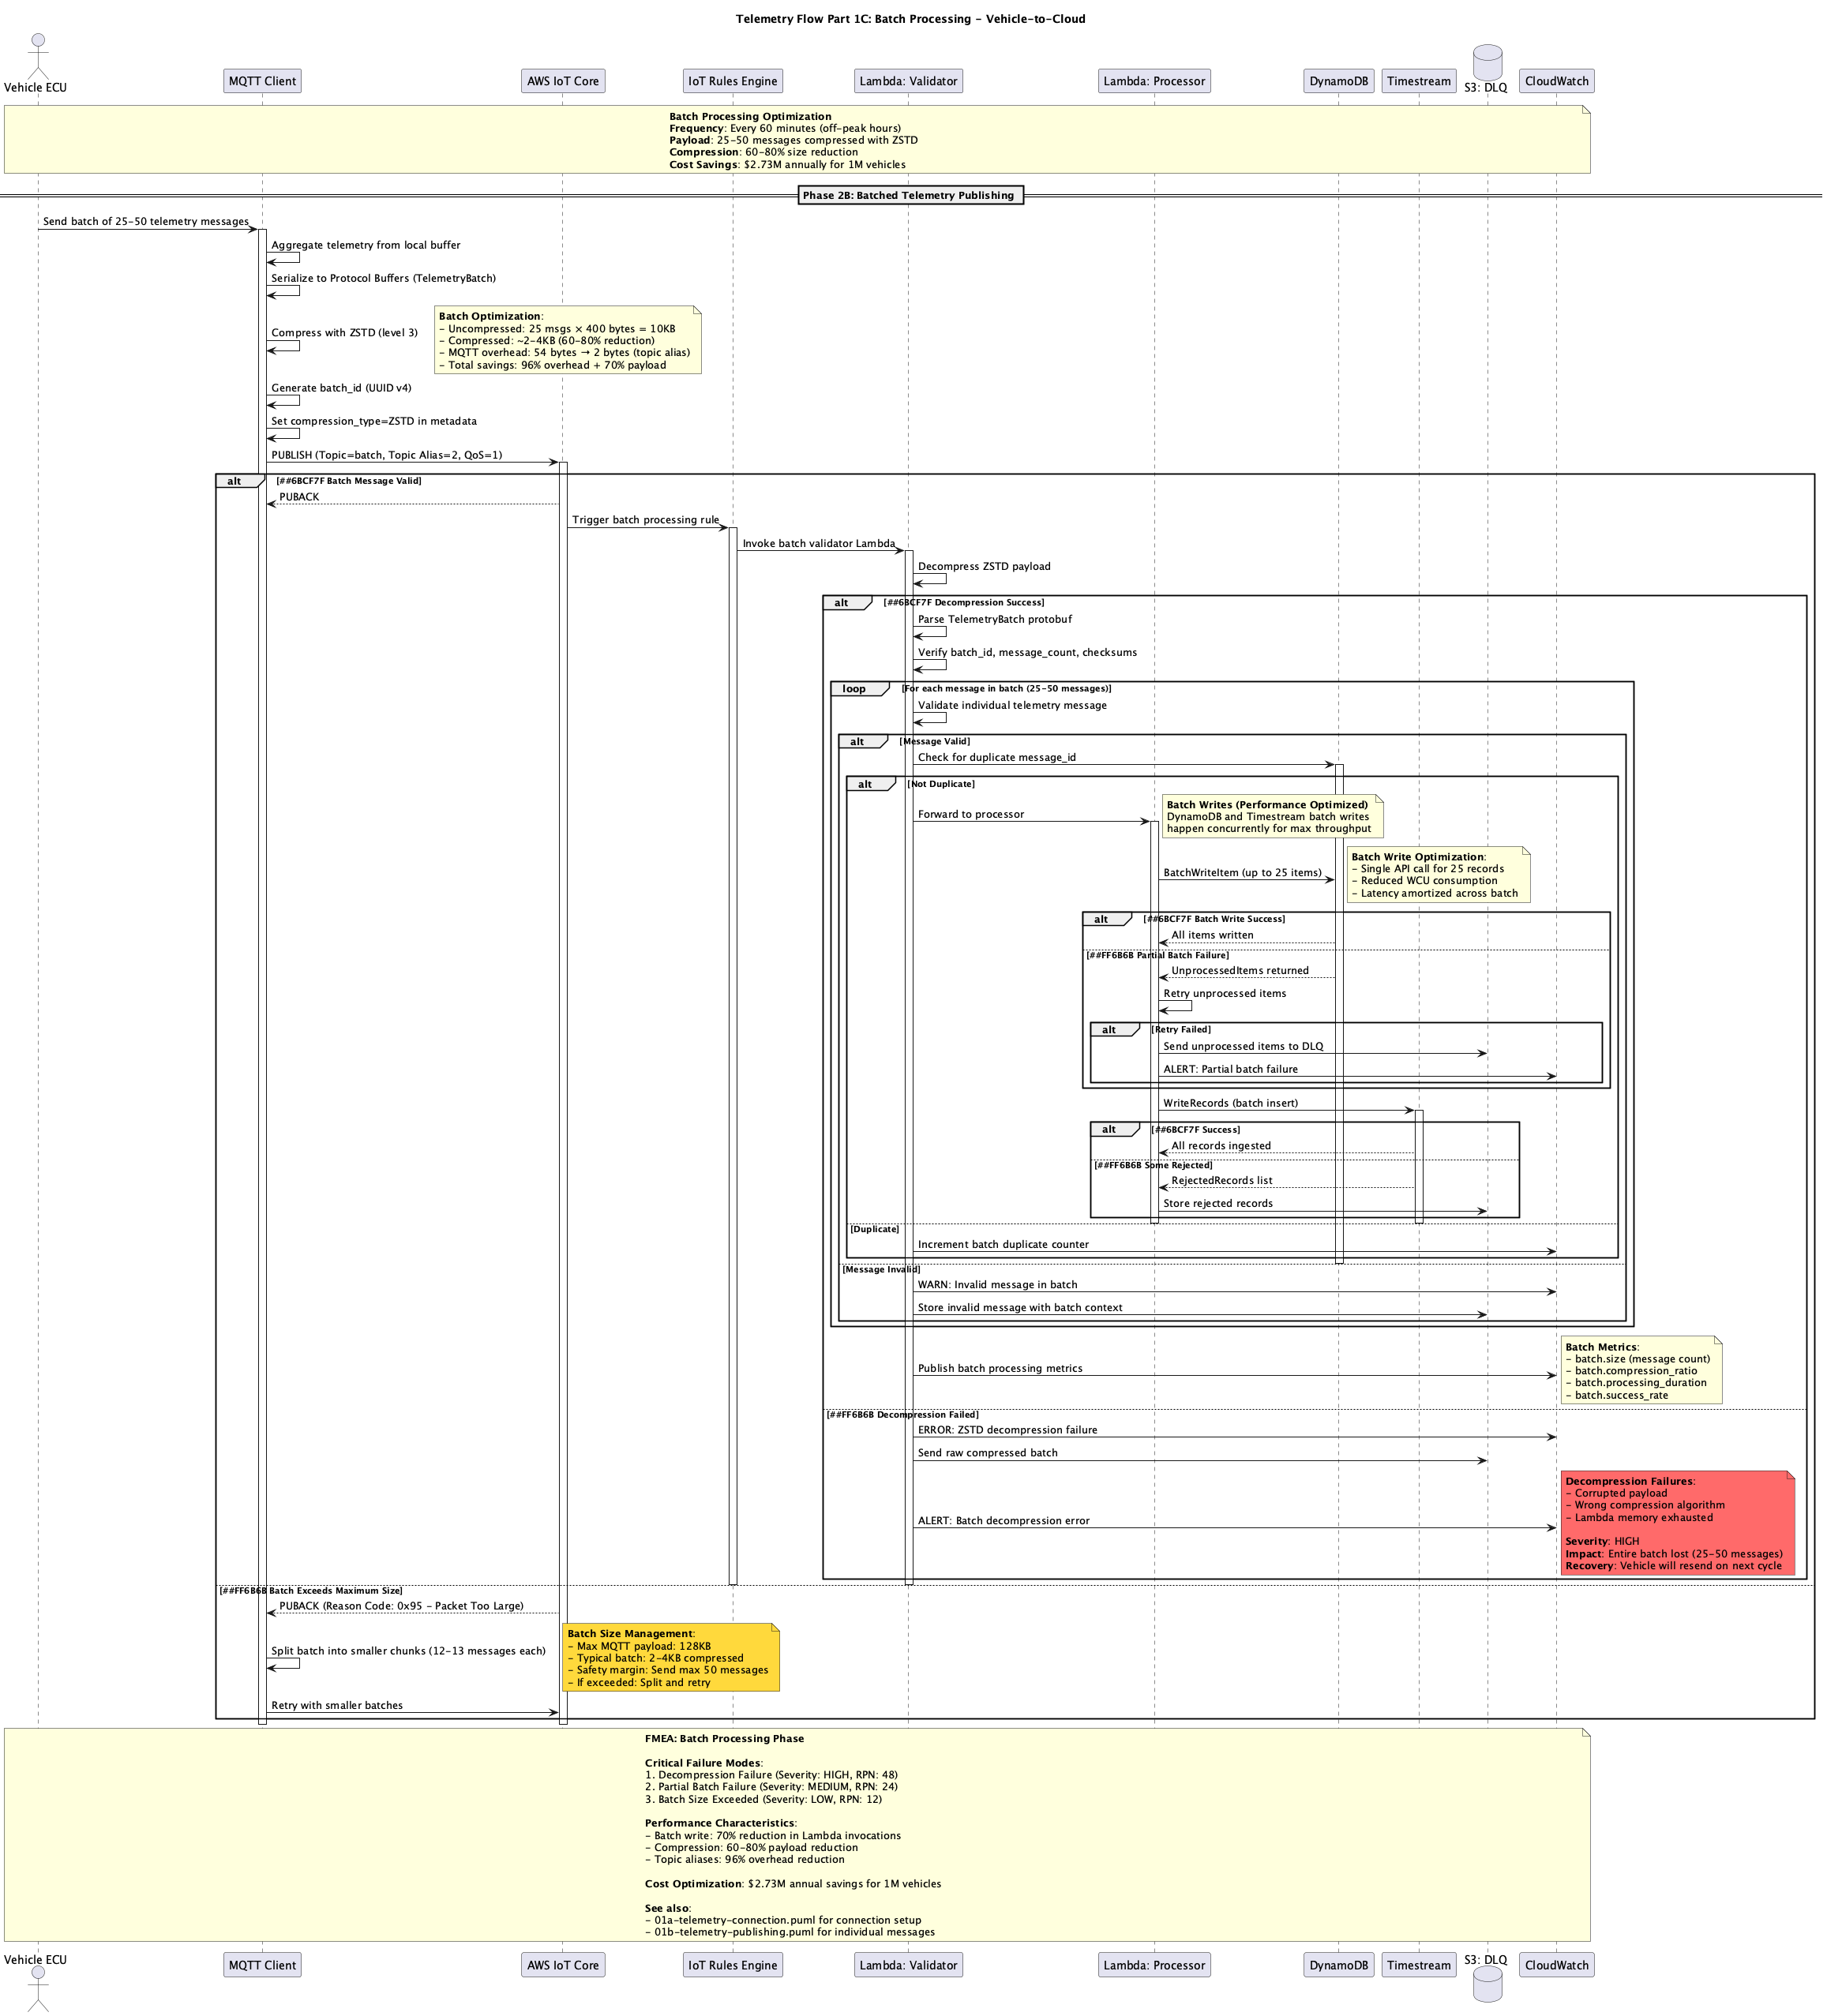 Telemetry Flow Part 1C: Batch Processing - Vehicle-to-Cloud
Vehicle ECU
MQTT Client
AWS IoT Core
IoT Rules Engine
Lambda: Validator
Lambda: Processor
DynamoDB
Timestream
S3: DLQ
CloudWatch
Batch Processing Optimization
Frequency: Every 60 minutes (off-peak hours)
Payload: 25-50 messages compressed with ZSTD
Compression: 60-80% size reduction
Cost Savings: $2.73M annually for 1M vehicles
Phase 2B: Batched Telemetry Publishing
Send batch of 25-50 telemetry messages
Aggregate telemetry from local buffer
Serialize to Protocol Buffers (TelemetryBatch)
Compress with ZSTD (level 3)
Batch Optimization:
- Uncompressed: 25 msgs × 400 bytes = 10KB
- Compressed: ~2-4KB (60-80% reduction)
- MQTT overhead: 54 bytes → 2 bytes (topic alias)
- Total savings: 96% overhead + 70% payload
Generate batch_id (UUID v4)
Set compression_type=ZSTD in metadata
PUBLISH (Topic=batch, Topic Alias=2, QoS=1)
alt [##6BCF7F Batch Message Valid]
PUBACK
Trigger batch processing rule
Invoke batch validator Lambda
Decompress ZSTD payload
alt [##6BCF7F Decompression Success]
Parse TelemetryBatch protobuf
Verify batch_id, message_count, checksums
loop [For each message in batch (25-50 messages)]
Validate individual telemetry message
alt [Message Valid]
Check for duplicate message_id
alt [Not Duplicate]
Forward to processor
Batch Writes (Performance Optimized)
DynamoDB and Timestream batch writes
happen concurrently for max throughput
BatchWriteItem (up to 25 items)
Batch Write Optimization:
- Single API call for 25 records
- Reduced WCU consumption
- Latency amortized across batch
alt [##6BCF7F Batch Write Success]
All items written
[##FF6B6B Partial Batch Failure]
UnprocessedItems returned
Retry unprocessed items
alt [Retry Failed]
Send unprocessed items to DLQ
ALERT: Partial batch failure
WriteRecords (batch insert)
alt [##6BCF7F Success]
All records ingested
[##FF6B6B Some Rejected]
RejectedRecords list
Store rejected records
[Duplicate]
Increment batch duplicate counter
[Message Invalid]
WARN: Invalid message in batch
Store invalid message with batch context
Publish batch processing metrics
Batch Metrics:
- batch.size (message count)
- batch.compression_ratio
- batch.processing_duration
- batch.success_rate
[##FF6B6B Decompression Failed]
ERROR: ZSTD decompression failure
Send raw compressed batch
ALERT: Batch decompression error
Decompression Failures:
- Corrupted payload
- Wrong compression algorithm
- Lambda memory exhausted
Severity: HIGH
Impact: Entire batch lost (25-50 messages)
Recovery: Vehicle will resend on next cycle
[##FF6B6B Batch Exceeds Maximum Size]
PUBACK (Reason Code: 0x95 - Packet Too Large)
Split batch into smaller chunks (12-13 messages each)
Batch Size Management:
- Max MQTT payload: 128KB
- Typical batch: 2-4KB compressed
- Safety margin: Send max 50 messages
- If exceeded: Split and retry
Retry with smaller batches
FMEA: Batch Processing Phase
Critical Failure Modes:
1. Decompression Failure (Severity: HIGH, RPN: 48)
2. Partial Batch Failure (Severity: MEDIUM, RPN: 24)
3. Batch Size Exceeded (Severity: LOW, RPN: 12)
Performance Characteristics:
- Batch write: 70% reduction in Lambda invocations
- Compression: 60-80% payload reduction
- Topic aliases: 96% overhead reduction
Cost Optimization: $2.73M annual savings for 1M vehicles
See also:
- 01a-telemetry-connection.puml for connection setup
- 01b-telemetry-publishing.puml for individual messages
Vehicle ECU
MQTT Client
AWS IoT Core
IoT Rules Engine
Lambda: Validator
Lambda: Processor
DynamoDB
Timestream
S3: DLQ
CloudWatch